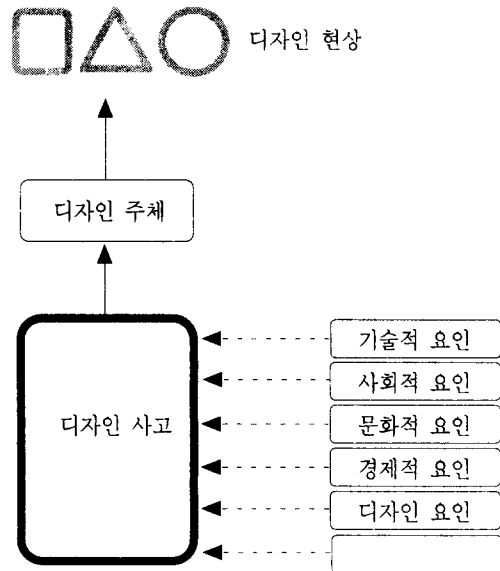 디자인 현상
디자인 주체
디자인 사고
기술적 요인
사회적 요인
문화적 요인
경제적 요인
디자인 요인